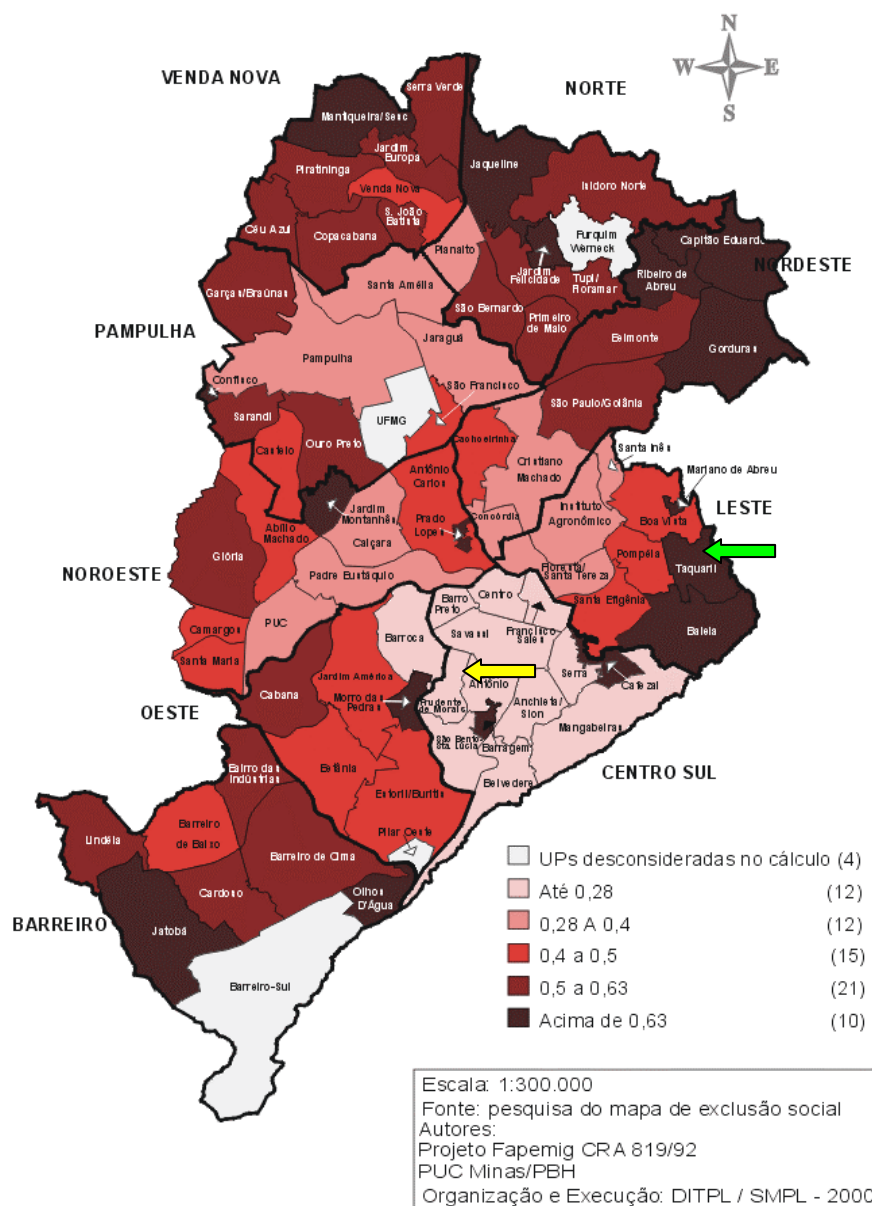 N
W E
S
VENDA NOVA
NORTE
Serra Verde
Mantiqueira/Sesc
Jardim
Europa
Jaqueline
Piratininga
Isidoro Norte
Venda Nova
S. João
Batista
Céu Azul
Copacabana
Furquim
Werneck
Capitão Eduardo
Planalto
NORDESTE
Jardim
Felicidade
Tupi/
Floramar
Ribeiro de
Abreu
Santa Amélia
Garças/Braúnas
São Bernardo
Primeiro
de Maio
PAMPULHA
Jaraguá
Belmonte
Gorduras
Pampulha
Confisco
São Francisco
São Paulo/Goiânia
Sarandi
UFMG
Ouro Preto
Castelo
Cachoeirinha
Santa Inês
Antônio
Carlos
Cristiano
Machado
Mariano de Abreu
LESTE
Jardim
Montanhês
Instituto
Agronômico
Boa Vista
Abílio
Machado
Prado
Lopes
Concórdia
Caiçara
Glória
Pompéia
NOROESTE
Padre Eustáquio
Floresta/
Santa Tereza
Taquaril
Barro
Preto
Centro
Santa Efigênia
Camargos
PUC
Barroca
Savassi
Francisco
Sales
Baleia
Santa Maria
Jardim América
Serra
Cabana
Antônio
Cafezal
OESTE
Morro das
Pedras
Prudente
de Morais
Anchieta/
Sion
Mangabeiras
São Bento/
Sta. Lúcia
Barragem
Bairro das
Indústrias
Betânia
Belvedere
CENTRO SUL
Estoril/Buritis
Lindéia
Barreiro
de Baixo
Pilar Oeste
Barreiro de Cima
Cardoso
Olhos
D'Água
BARREIRO
Jatobá
Barreiro-Sul
UPs desconsideradas no cálculo (4)
Até 0,28 (12)
0,28 A 0,4 (12)
0,4 a 0,5 (15)
0,5 a 0,63 (21)
Acima de 0,63 (10)
Escala: 1:300.000
Fonte: pesquisa do mapa de exclusão social
Autores:
Projeto Fapemig CRA 819/92
PUC Minas/PBH
Organização e Execução: DITPL / SMPL - 2000